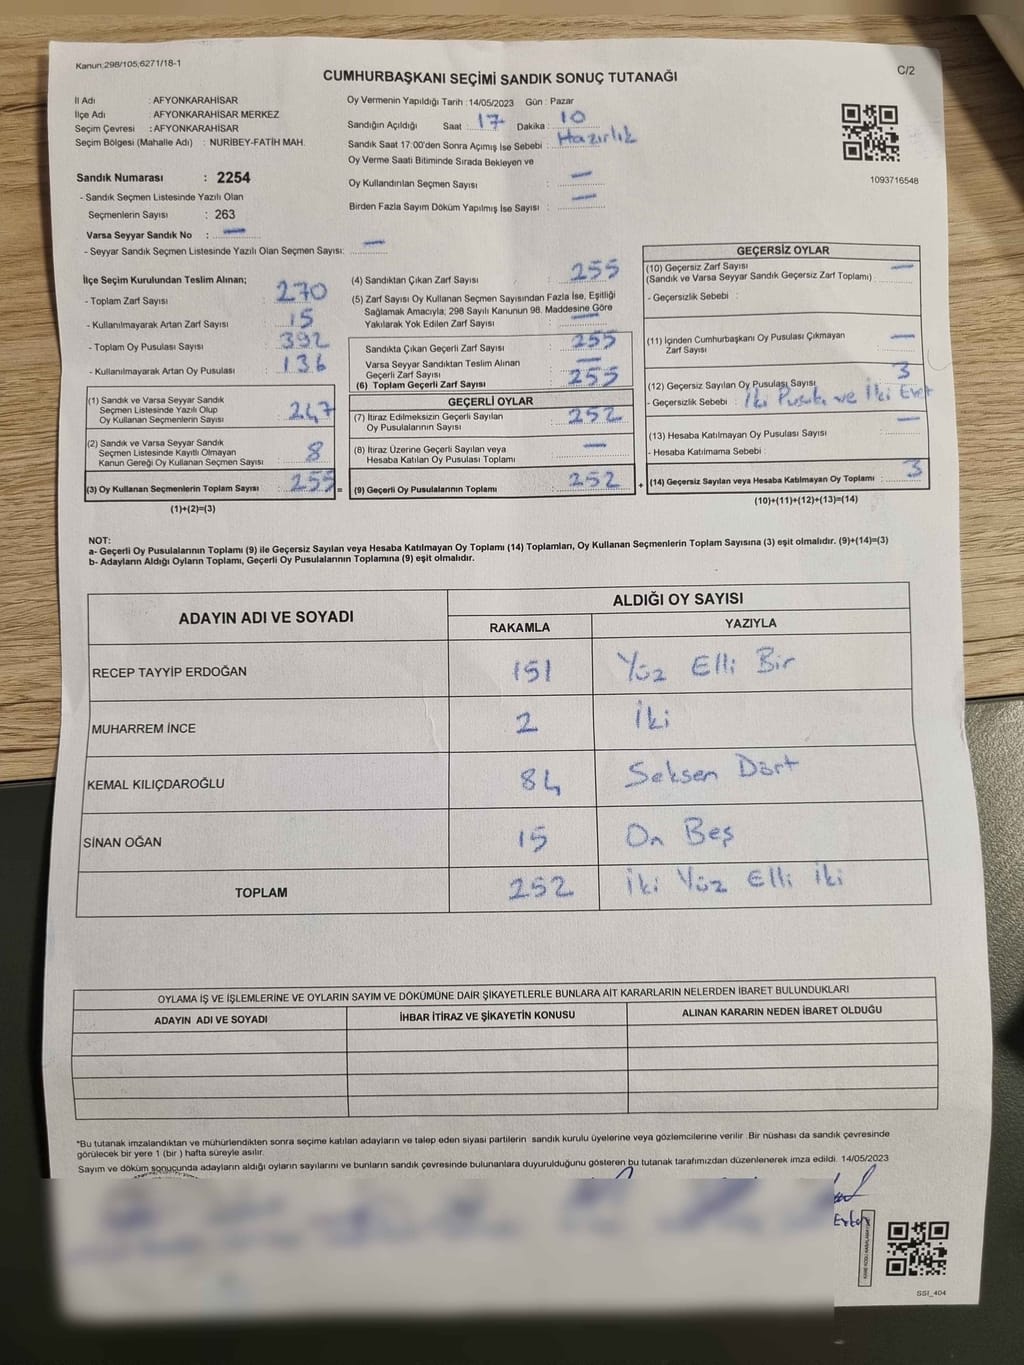 Kanun:298/105;6271/18-1
C/2
CUMHURBAŞKANI SEÇİMİ SANDIK SONUÇ TUTANAĞI
İl Adı : AFYONKARAHİSAR
İlçe Adı : AFYONKARAHİSAR MERKEZ
Seçim Çevresi : AFYONKARAHİSAR
Seçim Bölgesi (Mahalle Adı) : NURİBEY-FATİH MAH.
Sandık Numarası : 2254
- Sandık Seçmen Listesinde Yazılı Olan
Seçmenlerin Sayısı : 263
Varsa Seyyar Sandık No : —
- Seyyar Sandık Seçmen Listesinde Yazılı Olan Seçmen Sayısı: —
Oy Vermenin Yapıldığı Tarih : 14/05/2023 Gün : Pazar
Sandığın Açıldığı Saat : 17 Dakika : 10
Sandık Saat 17:00'den Sonra Açımış İse Sebebi : Hazırlık
Oy Verme Saati Bitiminde Sırada Bekleyen ve
Oy Kullandırılan Seçmen Sayısı : —
Birden Fazla Sayım Döküm Yapılmış İse Sayısı : —
1093716548
İlçe Seçim Kurulundan Teslim Alınan;
- Toplam Zarf Sayısı : 270
- Kullanılmayarak Artan Zarf Sayısı : 15
- Toplam Oy Pusulası Sayısı : 392
- Kullanılmayarak Artan Oy Pusulası : 136
(1) Sandık ve Varsa Seyyar Sandık
Seçmen Listesinde Yazılı Olup
Oy Kullanan Seçmenlerin Sayısı : 247
(2) Sandık ve Varsa Seyyar Sandık
Seçmen Listesinde Kayıtlı Olmayan
Kanun Gereği Oy Kullanan Seçmen Sayısı : 8
(3) Oy Kullanan Seçmenlerin Toplam Sayısı : 255 =
(1)+(2)=(3)
(4) Sandıktan Çıkan Zarf Sayısı : 255
(5) Zarf Sayısı Oy Kullanan Seçmen Sayısından Fazla İse, Eşitliği
Sağlamak Amacıyla; 298 Sayılı Kanunun 98. Maddesine Göre
Yakılarak Yok Edilen Zarf Sayısı : —
Sandıkta Çıkan Geçerli Zarf Sayısı : 255
Varsa Seyyar Sandıktan Teslim Alınan
Geçerli Zarf Sayısı : —
(6) Toplam Geçerli Zarf Sayısı : 255
GEÇERLİ OYLAR
(7) İtiraz Edilmeksizin Geçerli Sayılan
Oy Pusulalarının Sayısı : 252
(8) İtiraz Üzerine Geçerli Sayılan veya
Hesaba Katılan Oy Pusulası Toplamı : —
(9) Geçerli Oy Pusulalarının Toplamı : 252 +
GEÇERSİZ OYLAR
(10) Geçersiz Zarf Sayısı : —
(Sandık ve Varsa Seyyar Sandık Geçersiz Zarf Toplamı)
- Geçersizlik Sebebi :
(11) İçinden Cumhurbaşkanı Oy Pusulası Çıkmayan
Zarf Sayısı : —
(12) Geçersiz Sayılan Oy Pusulası Sayısı : 3
- Geçersizlik Sebebi : İki Pusula ve İki Evet
(13) Hesaba Katılmayan Oy Pusulası Sayısı : —
- Hesaba Katılmama Sebebi :
(14) Geçersiz Sayılan veya Hesaba Katılmayan Oy Toplamı : 3
(10)+(11)+(12)+(13)=(14)
NOT:
a- Geçerli Oy Pusulalarının Toplamı (9) ile Geçersiz Sayılan veya Hesaba Katılmayan Oy Toplamı (14) Toplamları, Oy Kullanan Seçmenlerin Toplam Sayısına (3) eşit olmalıdır. (9)+(14)=(3)
b- Adayların Aldığı Oyların Toplamı, Geçerli Oy Pusulalarının Toplamına (9) eşit olmalıdır.
ADAYIN ADI VE SOYADI
ALDIĞI OY SAYISI
RAKAMLA YAZIYLA
RECEP TAYYİP ERDOĞAN 151 Yüz Elli Bir
MUHARREM İNCE 2 İki
KEMAL KILIÇDAROĞLU 84 Seksen Dört
SİNAN OĞAN 15 On Beş
TOPLAM 252 İki Yüz Elli İki
OYLAMA İŞ VE İŞLEMLERİNE VE OYLARIN SAYIM VE DÖKÜMÜNE DAİR ŞİKAYETLERLE BUNLARA AİT KARARLARIN NELERDEN İBARET BULUNDUKLARI
ADAYIN ADI VE SOYADI İHBAR İTİRAZ VE ŞİKAYETİN KONUSU ALINAN KARARIN NEDEN İBARET OLDUĞU
*Bu tutanak imzalandıktan ve mühürlendikten sonra seçime katılan adayların ve talep eden siyasi partilerin sandık kurulu üyelerine veya gözlemcilerine verilir .Bir nüshası da sandık çevresinde
görülecek bir yere 1 (bir ) hafta süreyle asılır.
Sayım ve döküm sonucunda adayların aldığı oyların sayılarını ve bunların sandık çevresinde bulunanlara duyurulduğunu gösteren bu tutanak tarafımızdan düzenlenerek imza edildi. 14/05/2023
SSI_404